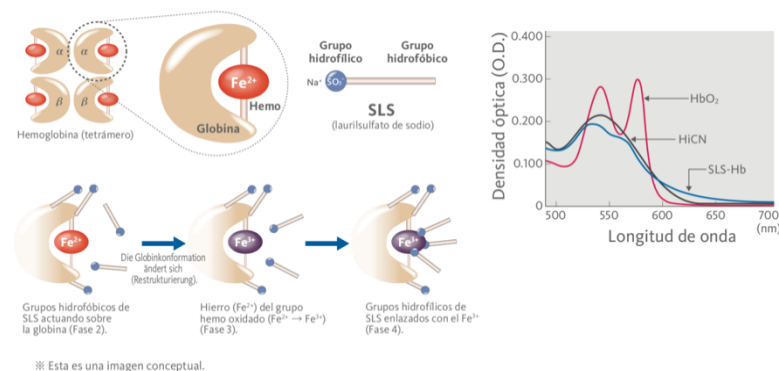 α α
β β
Hemoglobina (tetrámero)
Fe²⁺
Hemo
Globina
Grupo
hidrofílico
Grupo
hidrofóbico
Na⁺ SO₃⁻
SLS
(laurilsulfato de sodio)
Fe²⁺
Die Globinkonformation
ändert sich
(Restrukturierung).
Fe³⁺
Fe³⁺
Grupos hidrofóbicos de
SLS actuando sobre
la globina (Fase 2).
Hierro (Fe²⁺) del grupo
hemo oxidado (Fe²⁺ → Fe³⁺)
(Fase 3).
Grupos hidrofílicos de
SLS enlazados con el Fe³⁺
(Fase 4).
※ Esta es una imagen conceptual.
Densidad óptica (O.D.)
0.400
0.300
0.200
0.100
0
HbO₂
HiCN
SLS-Hb
500 550 600 650 700
(nm)
Longitud de onda